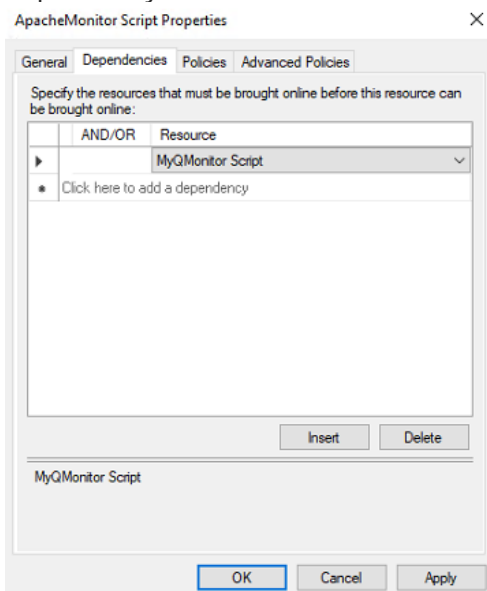 ApacheMonitor Script Properties
General Dependencies Policies Advanced Policies
Specify the resources that must be brought online before this resource can
be brought online:
AND/OR Resource
MyQMonitor Script
Click here to add a dependency
Insert Delete
MyQMonitor Script
OK Cancel Apply